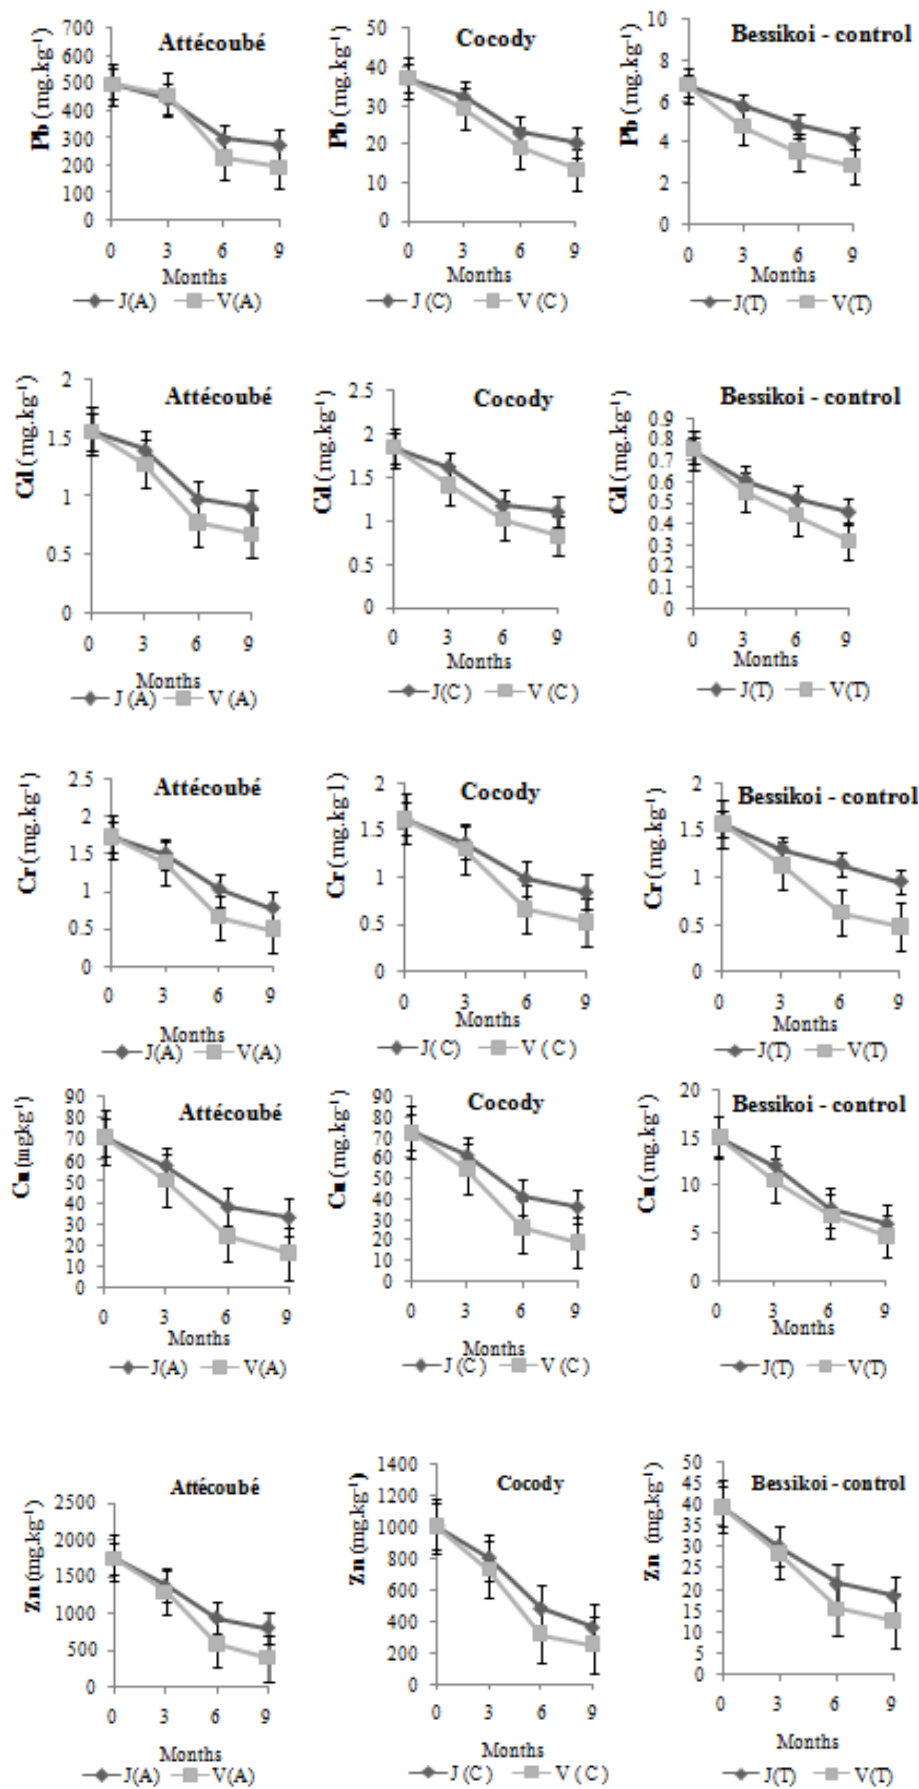 Attécoubé
Pb (mg.kg⁻¹)
700
600
500
400
300
200
100
0
0 3 6 9
Months
J(A) V(A)
Cocody
Pb (mg.kg⁻¹)
50
40
30
20
10
0
0 3 6 9
Months
J (C) V (C )
Bessikoi - control
Pb (mg.kg⁻¹)
10
8
6
4
2
0
0 3 6 9
Months
J(T) V(T)
Attécoubé
Cd (mg.kg⁻¹)
2
1.5
1
0.5
0
0 3 6 9
Months
J (A) V (A)
Cocody
Cd (mg.kg⁻¹)
2.5
2
1.5
1
0.5
0
0 3 6 9
Months
J(C ) V (C )
Bessikoi - control
Cd (mg.kg⁻¹)
0.9
0.8
0.7
0.6
0.5
0.4
0.3
0.2
0.1
0
0 3 6 9
Months
J(T) V(T)
Attécoubé
Cr (mg.kg⁻¹)
2.5
2
1.5
1
0.5
0
0 3 6 9
Months
J(A) V(A)
Cocody
Cr (mg.kg-1)
2
1.5
1
0.5
0
0 3 6 9
Months
J( C) V ( C )
Bessikoi - control
Cr (mg.kg⁻¹)
2
1.5
1
0.5
0
0 3 6 9
Months
J(T) V(T)
Attécoubé
Cu (mgkg⁻¹)
90
80
70
60
50
40
30
20
10
0
0 3 6 9
Months
J(A) V(A)
Cocody
Cu (mg.kg⁻¹)
90
80
70
60
50
40
30
20
10
0
0 3 6 9
Months
J (C ) V (C )
Bessikoi - control
Cu (mg.kg⁻¹)
20
15
10
5
0
0 3 6 9
Months
J(T) V(T)
Attécoubé
Zn (mg.kg⁻¹)
2500
2000
1500
1000
500
0
0 3 6 9
Months
J(A) V(A)
Cocody
Zn (mg.kg⁻¹)
1400
1200
1000
800
600
400
200
0
0 3 6 9
Months
J ( C ) V ( C )
Bessikoi - control
Zn (mg.kg⁻¹)
50
45
40
35
30
25
20
15
10
5
0
0 3 6 9
Months
J(T) V(T)